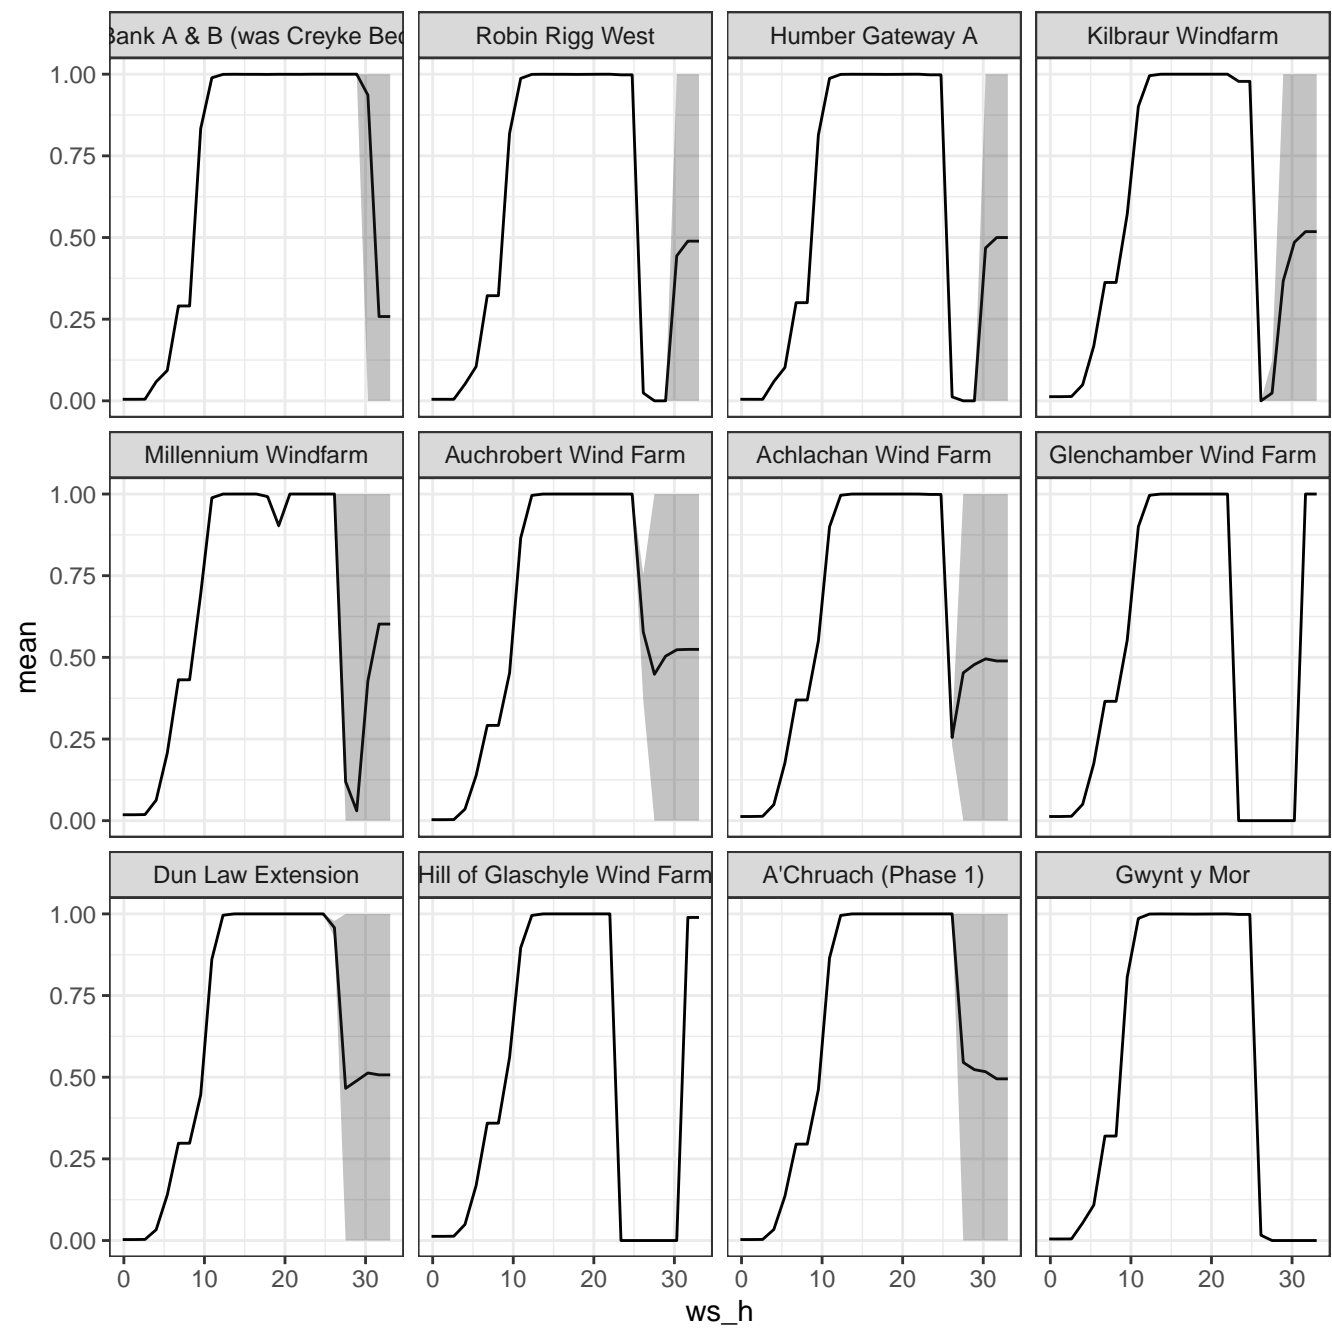 Bank A & B (was Creyke Bec
Robin Rigg West
Humber Gateway A
Kilbraur Windfarm
1.00
0.75
0.50
0.25
0.00
Millennium Windfarm
Auchrobert Wind Farm
Achlachan Wind Farm
Glenchamber Wind Farm
1.00
0.75
0.50
0.25
0.00
mean
Dun Law Extension
Hill of Glaschyle Wind Farm
A'Chruach (Phase 1)
Gwynt y Mor
1.00
0.75
0.50
0.25
0.00
0 10 20 30
0 10 20 30
0 10 20 30
0 10 20 30
ws_h